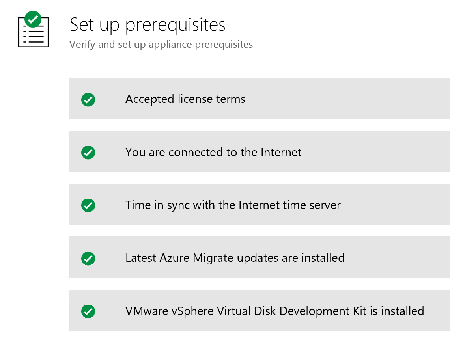 Set up prerequisites
Verify and set up appliance prerequisites
Accepted license terms
You are connected to the Internet
Time in sync with the Internet time server
Latest Azure Migrate updates are installed
VMware vSphere Virtual Disk Development Kit is installed